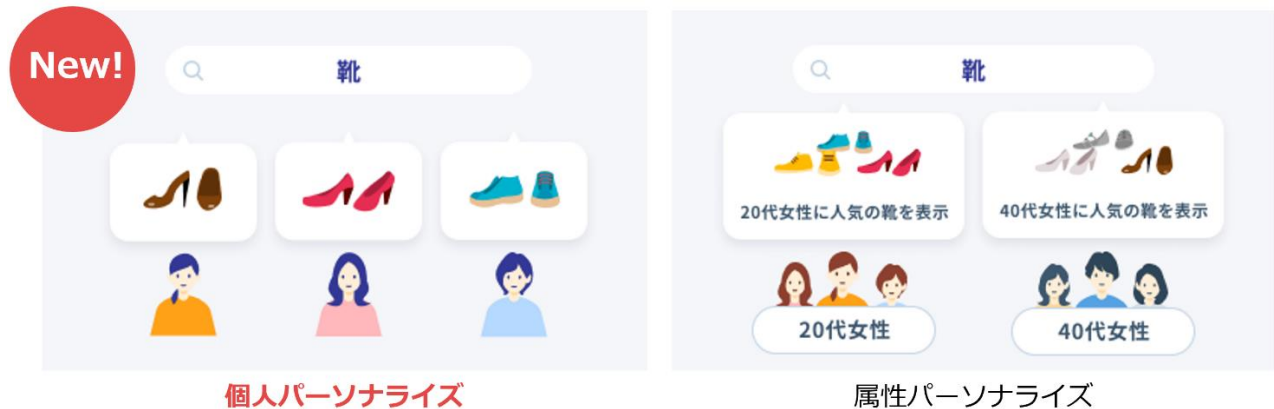 New!
靴
個人パーソナライズ
靴
20代女性に人気の靴を表示
40代女性に人気の靴を表示
20代女性
40代女性
属性パーソナライズ